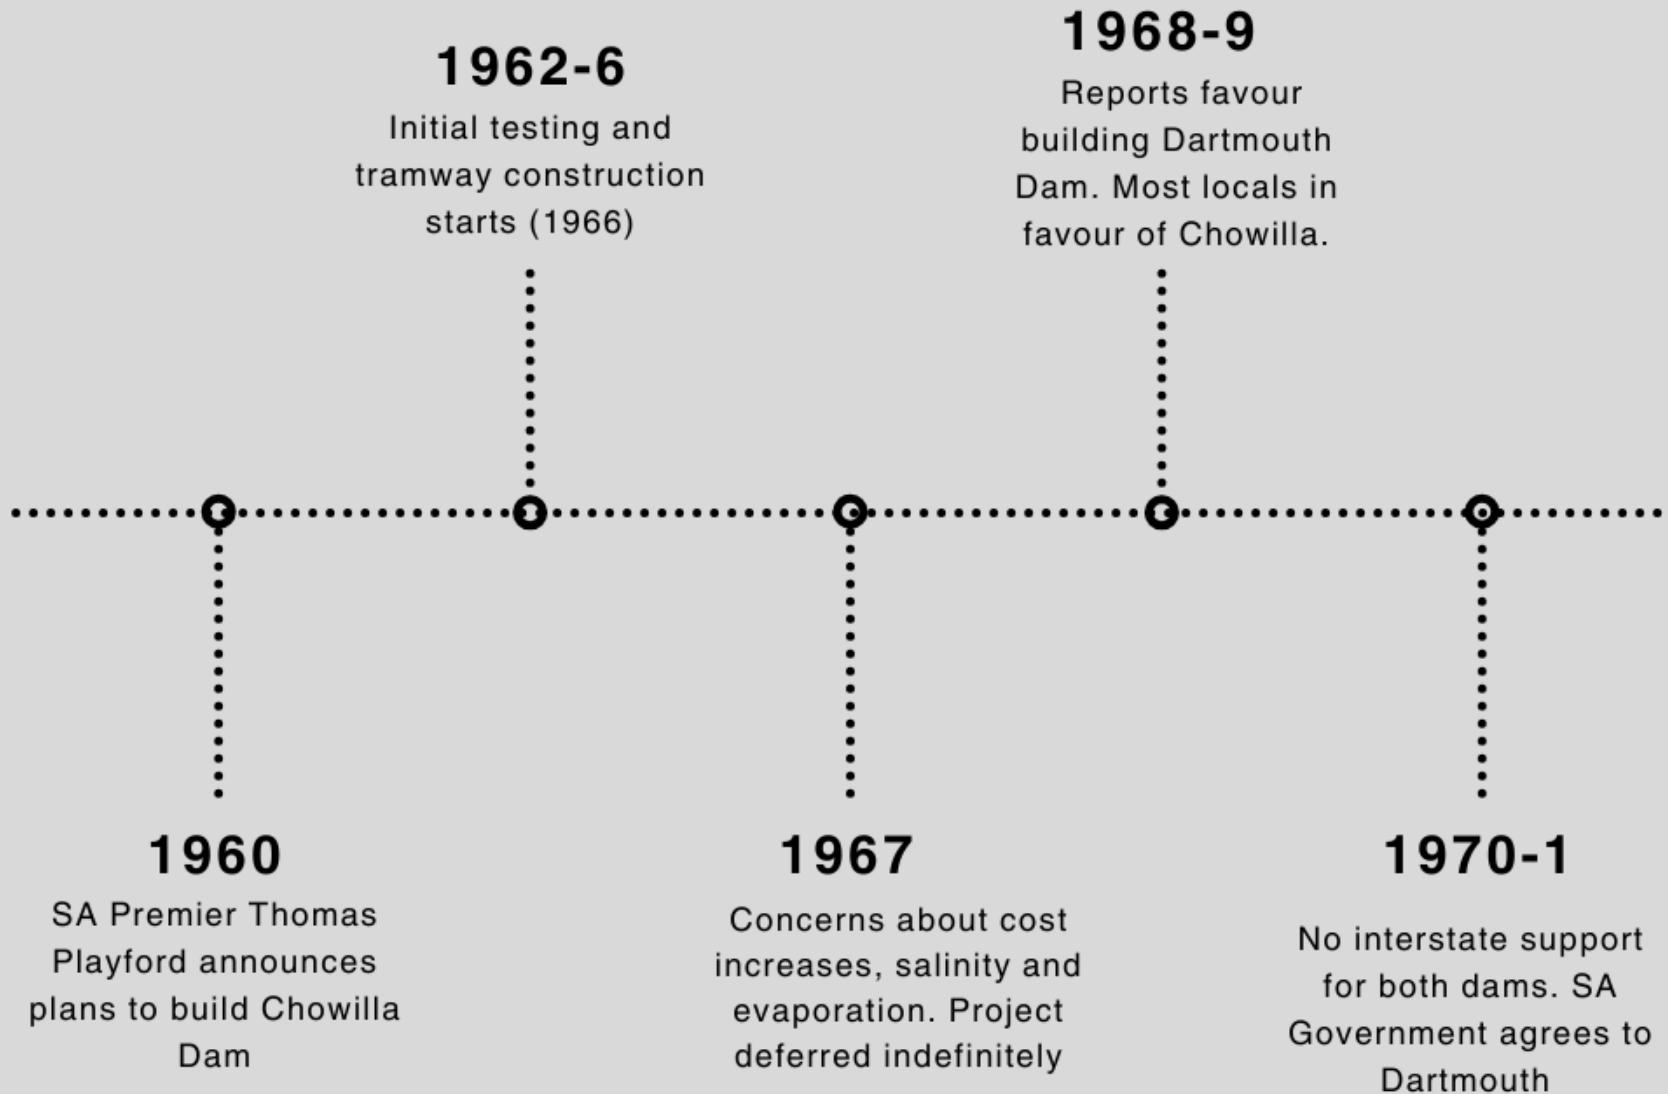 1960
SA Premier Thomas
Playford announces
plans to build Chowilla
Dam
1962-6
Initial testing and
tramway construction
starts (1966)
1967
Concerns about cost
increases, salinity and
evaporation. Project
deferred indefinitely
1968-9
Reports favour
building Dartmouth
Dam. Most locals in
favour of Chowilla.
1970-1
No interstate support
for both dams. SA
Government agrees to
Dartmouth